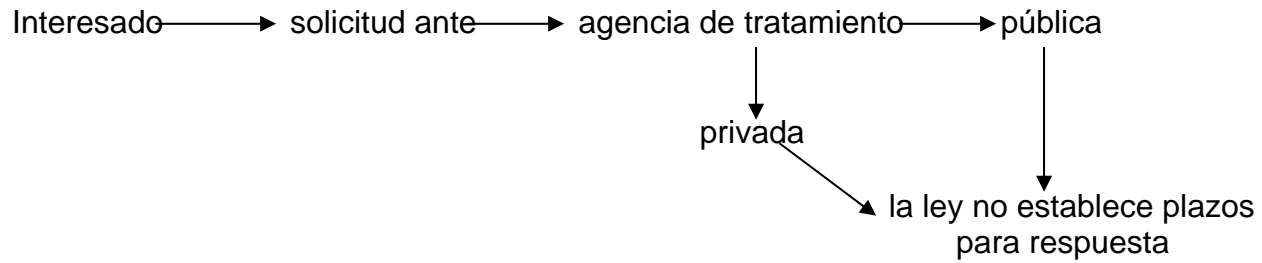 Interesado solicitud ante agencia de tratamiento pública
privada
la ley no establece plazos
para respuesta